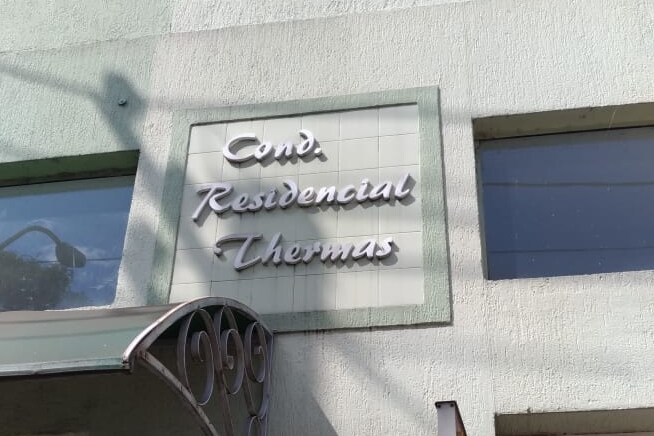 Cond.
Residencial
Thermas